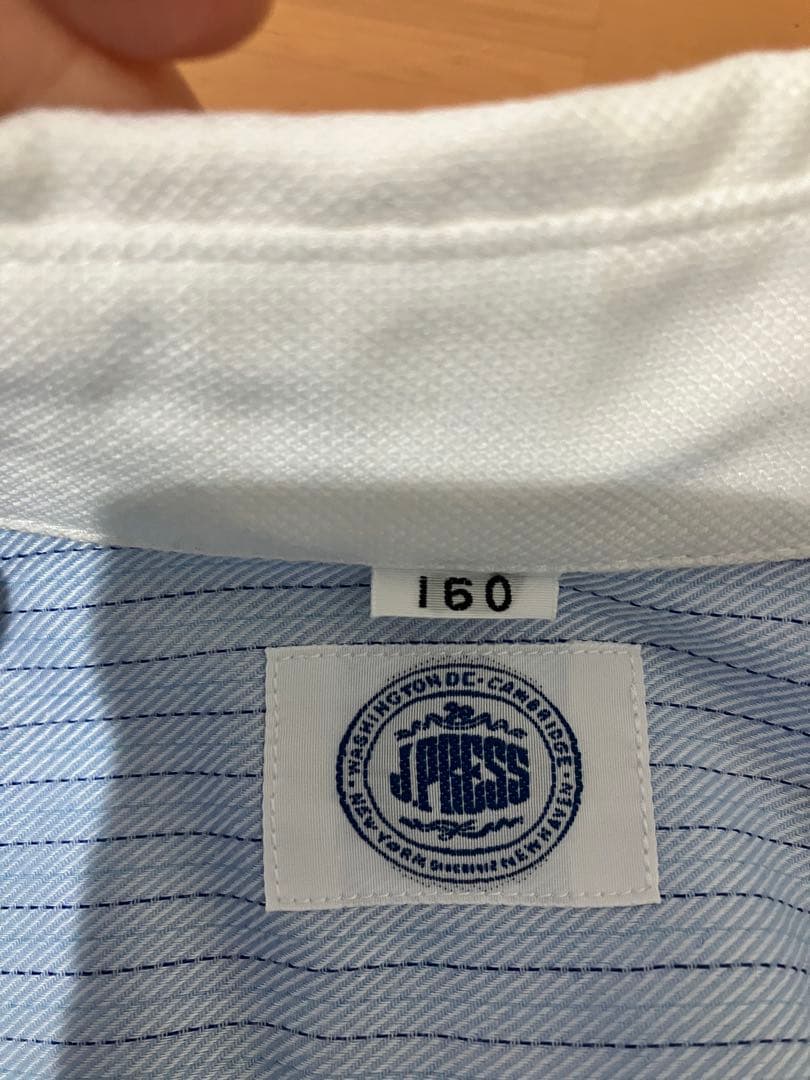 160
WASHINGTON DC · CAMBRIDGE ·
J.PRESS
NEW YORK
NEW HAVEN